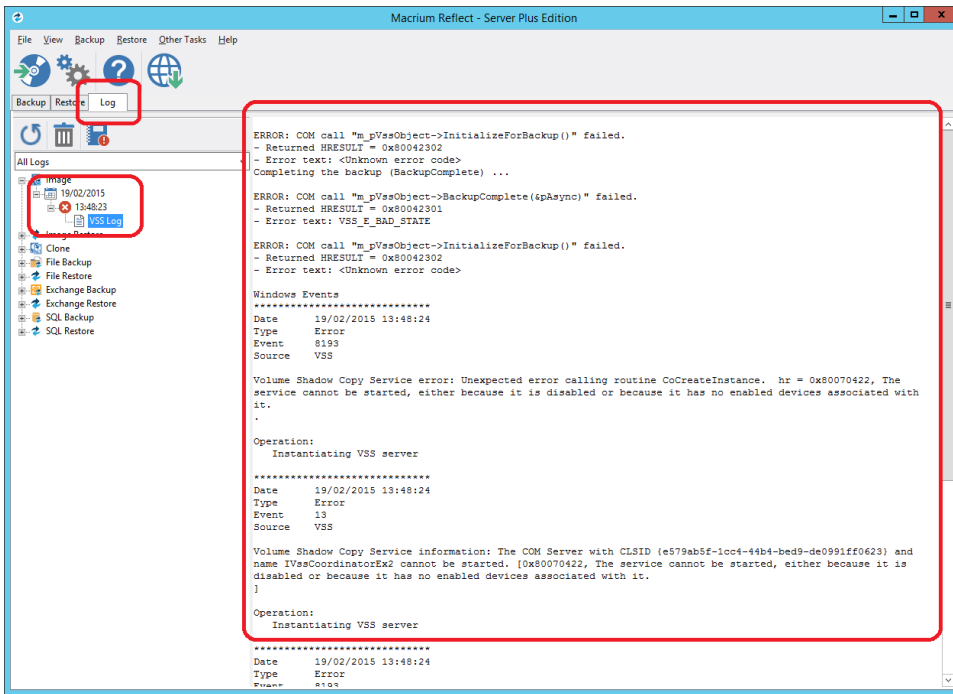 Macrium Reflect - Server Plus Edition
File View Backup Restore Other Tasks Help
Backup Restore Log
All Logs
Image
19/02/2015
13:48:23
VSS Log
Image Restore
Clone
File Backup
File Restore
Exchange Backup
Exchange Restore
SQL Backup
SQL Restore
ERROR: COM call "m_pVssObject->InitializeForBackup()" failed.
- Returned HRESULT = 0x80042302
- Error text: <Unknown error code>
Completing the backup (BackupComplete) ...
ERROR: COM call "m_pVssObject->BackupComplete(&pAsync)" failed.
- Returned HRESULT = 0x80042301
- Error text: VSS_E_BAD_STATE
ERROR: COM call "m_pVssObject->InitializeForBackup()" failed.
- Returned HRESULT = 0x80042302
- Error text: <Unknown error code>
Windows Events
*****************************
Date 19/02/2015 13:48:24
Type Error
Event 8193
Source VSS
Volume Shadow Copy Service error: Unexpected error calling routine CoCreateInstance. hr = 0x80070422, The
service cannot be started, either because it is disabled or because it has no enabled devices associated with
it.
.
Operation:
Instantiating VSS server
*****************************
Date 19/02/2015 13:48:24
Type Error
Event 13
Source VSS
Volume Shadow Copy Service information: The COM Server with CLSID {e579ab5f-1cc4-44b4-bed9-de0991ff0623} and
name IVssCoordinatorEx2 cannot be started. [0x80070422, The service cannot be started, either because it is
disabled or because it has no enabled devices associated with it.
]
Operation:
Instantiating VSS server
*****************************
Date 19/02/2015 13:48:24
Type Error
Event 8193